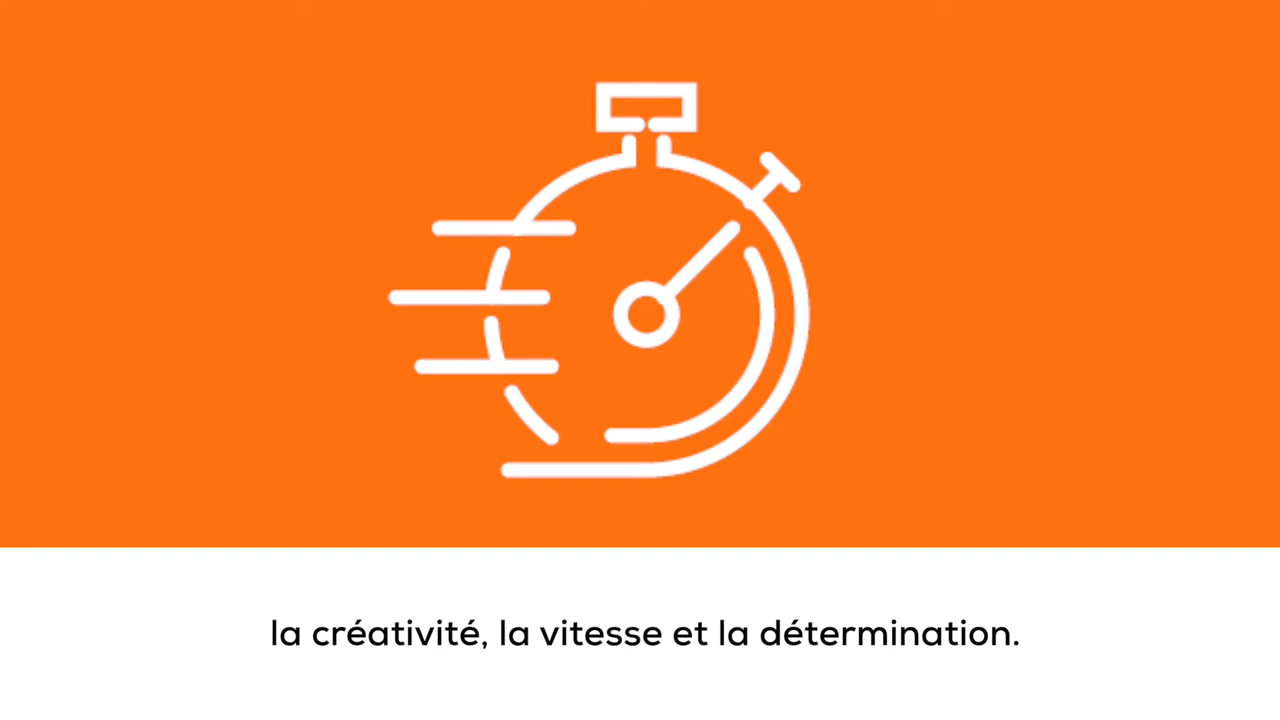 la créativité, la vitesse et la détermination.